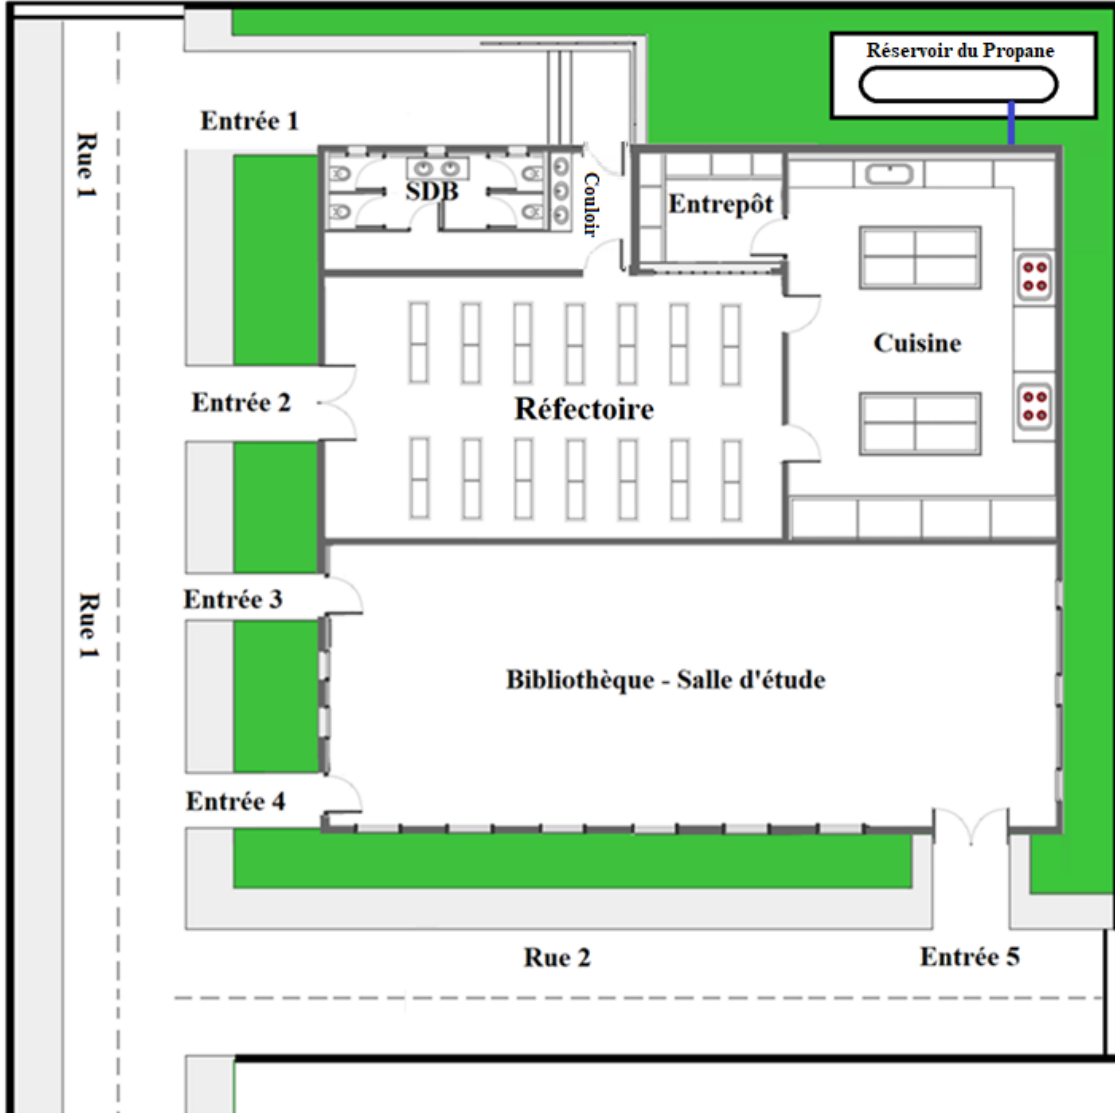 Réservoir du Propane
Entrée 1
Rue 1
SDB
Couloir
Entrepôt
Cuisine
Entrée 2
Réfectoire
Entrée 3
Rue 1
Bibliothèque - Salle d'étude
Entrée 4
Rue 2
Entrée 5